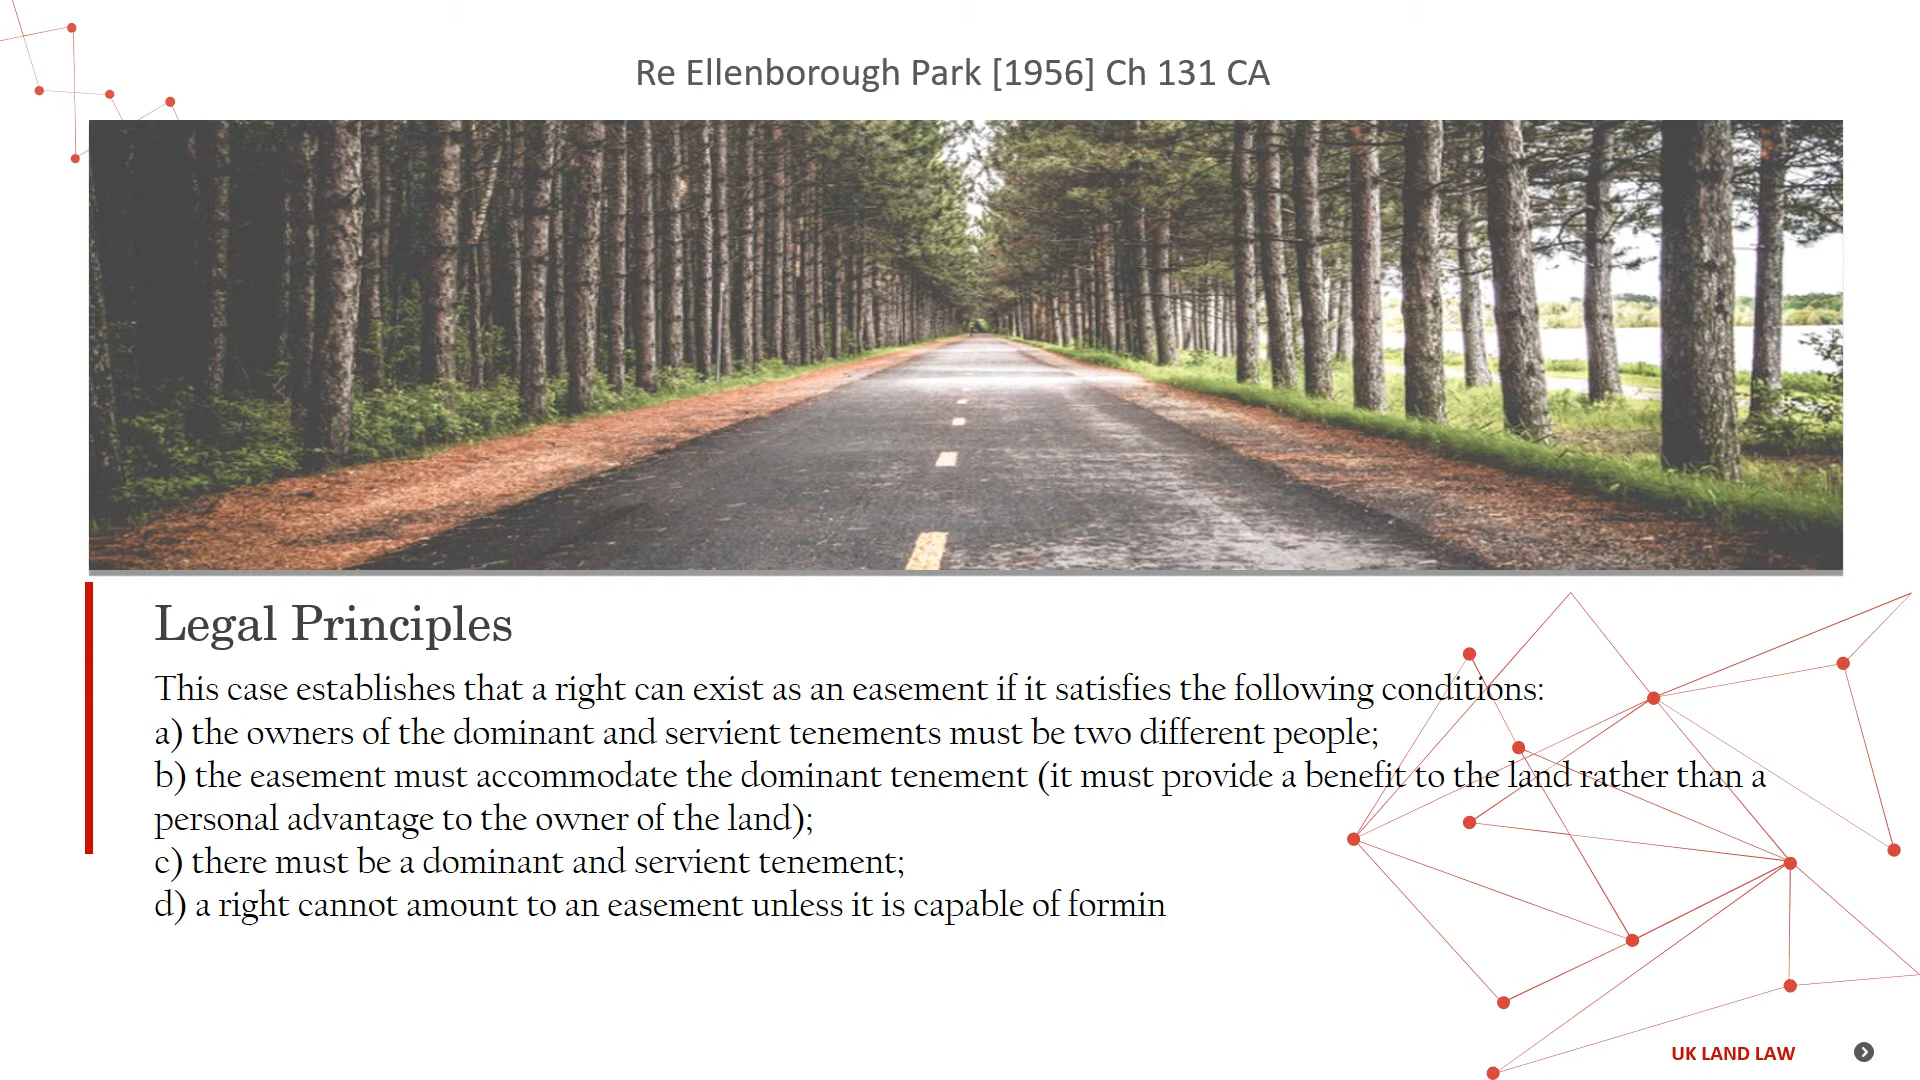 Re Ellenborough Park [1956] Ch 131 CA
Legal Principles
This case establishes that a right can exist as an easement if it satisfies the following conditions:
a) the owners of the dominant and servient tenements must be two different people;
b) the easement must accommodate the dominant tenement (it must provide a benefit to the land rather than a
personal advantage to the owner of the land);
c) there must be a dominant and servient tenement;
d) a right cannot amount to an easement unless it is capable of formin
UK LAND LAW